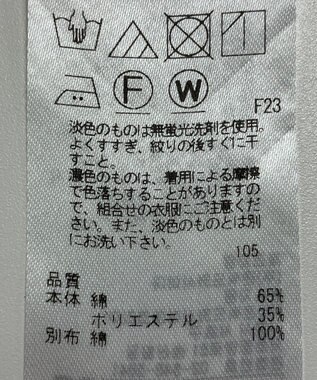 F
W
F23
淡色のものは無蛍光洗剤を使用。
よくすすぎ、絞りの後すぐに干
すこと。
濃色のものは、着用による摩擦
で色落ちすることがありますの
で、組合せの衣服にご注意くだ
さい。また、淡色のものとは別
にお洗い下さい。
105
品質
本体 綿 65%
ポリエステル 35%
別布 綿 100%